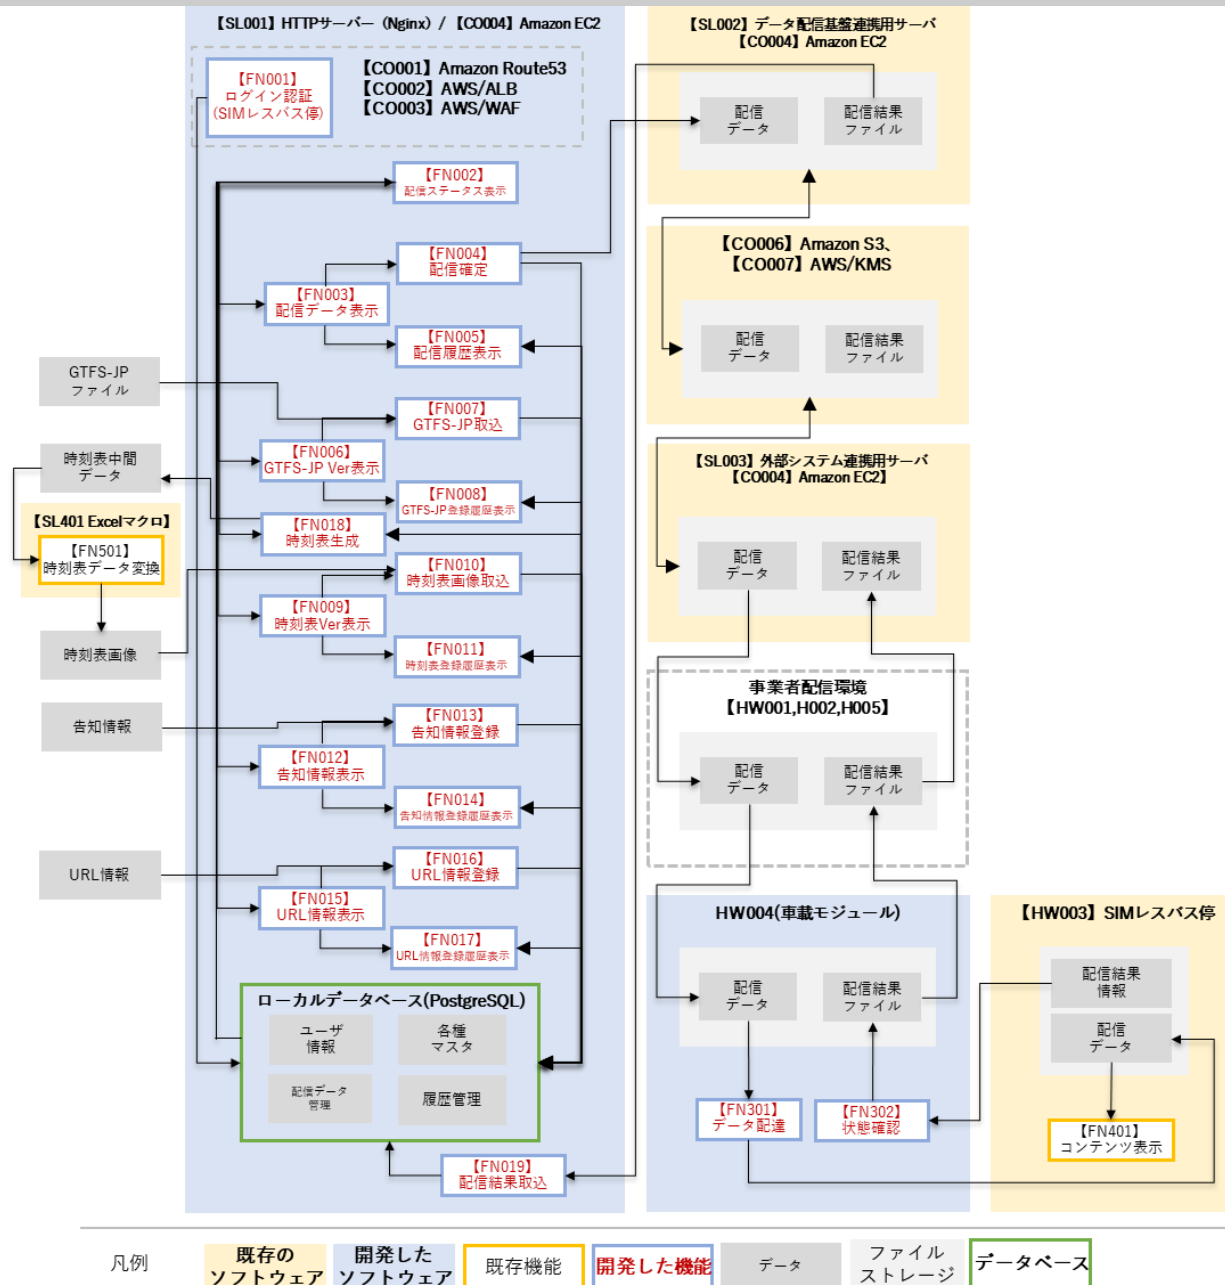 【SL001】HTTPサーバー（Nginx）/ 【CO004】Amazon EC2
【FN001】
ログイン認証
(SIMレスバス停)
【CO001】Amazon Route53
【CO002】AWS/ALB
【CO003】AWS/WAF
【FN002】
配信ステータス表示
【FN004】
配信確定
【FN003】
配信データ表示
【FN005】
配信履歴表示
GTFS-JP
ファイル
【FN007】
GTFS-JP取込
【FN006】
GTFS-JP Ver表示
【FN008】
GTFS-JP登録履歴表示
時刻表中間
データ
【SL401 Excelマクロ】
【FN501】
時刻表データ変換
【FN018】
時刻表生成
【FN010】
時刻表画像取込
【FN009】
時刻表Ver表示
【FN011】
時刻表登録履歴表示
時刻表画像
告知情報
【FN013】
告知情報登録
【FN012】
告知情報表示
【FN014】
告知情報登録履歴表示
URL情報
【FN016】
URL情報登録
【FN015】
URL情報表示
【FN017】
URL情報登録履歴表示
ローカルデータベース(PostgreSQL)
ユーザ
情報
各種
マスタ
配信データ
管理
履歴管理
【FN019】
配信結果取込
【SL002】データ配信基盤連携用サーバ
【CO004】Amazon EC2
配信
データ
配信結果
ファイル
【CO006】Amazon S3、
【CO007】AWS/KMS
配信
データ
配信結果
ファイル
【SL003】外部システム連携用サーバ
【CO004】Amazon EC2】
配信
データ
配信結果
ファイル
事業者配信環境
【HW001,H002,H005】
配信
データ
配信結果
ファイル
HW004(車載モジュール)
配信
データ
配信結果
ファイル
【FN301】
データ配達
【FN302】
状態確認
【HW003】SIMレスバス停
配信結果
情報
配信
データ
【FN401】
コンテンツ表示
凡例
既存の
ソフトウェア
開発した
ソフトウェア
既存機能
開発した機能
データ
ファイル
ストレージ
データベース